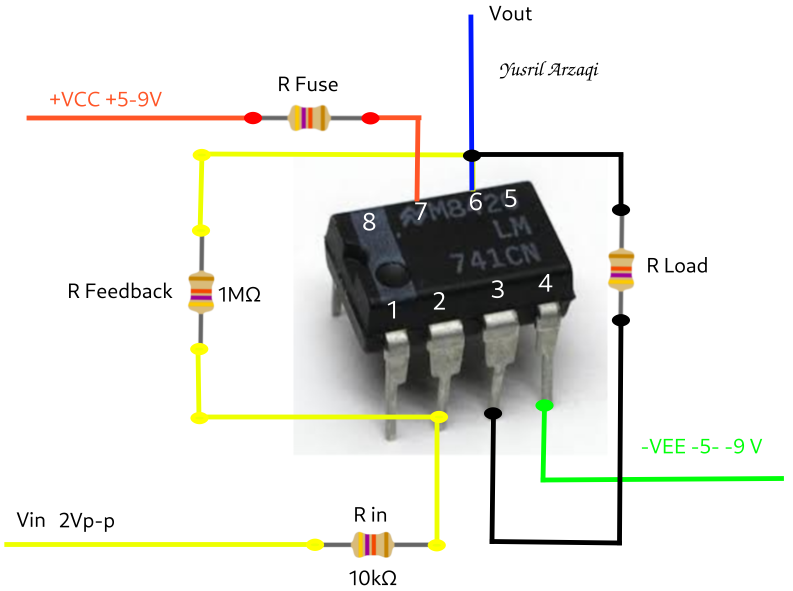 Vout
Yusril Arzaqi
R Fuse
+VCC +5-9V
8
7
6
5
M8426
LM
741CN
R Feedback
1MΩ
R Load
1
2
3
4
-VEE -5- -9 V
Vin 2Vp-p
R in
10kΩ